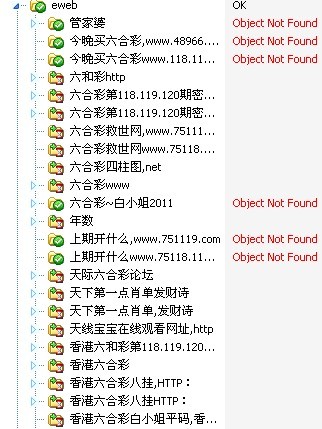 eweb OK
管家婆 Object Not Found
今晚买六合彩,www.48966.... Object Not Found
今晚买六合彩www.118.11... Object Not Found
六和彩http
六合彩第118.119.120期密...
六合彩第118.119.120期密...
六合彩救世网,www.75111...
六合彩救世网www.75118....
六合彩四柱图,net
六合彩www
六合彩~白小姐2011 Object Not Found
年数
上期开什么,www.751119.com Object Not Found
上期开什么www.75118.11... Object Not Found
天际六合彩论坛
天下第一点肖单发财诗
天下第一点肖单,发财诗
天线宝宝在线观看网址,http
香港六和彩第118.119.120...
香港六合彩
香港六合彩八挂,HTTP：
香港六合彩八挂HTTP：
香港六合彩白小姐平码,香...